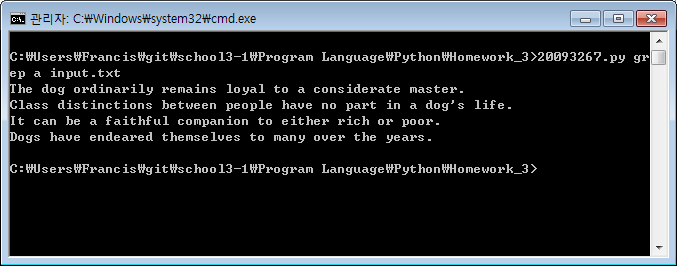 관리자: C:\Windows\system32\cmd.exe
C:₩Users₩Francis₩git₩school3-1₩Program Language₩Python₩Homework_3>20093267.py gr
ep a input.txt
The dog ordinarily remains loyal to a considerate master.
Class distinctions between people have no part in a dog's life.
It can be a faithful companion to either rich or poor.
Dogs have endeared themselves to many over the years.
C:₩Users₩Francis₩git₩school3-1₩Program Language₩Python₩Homework_3>